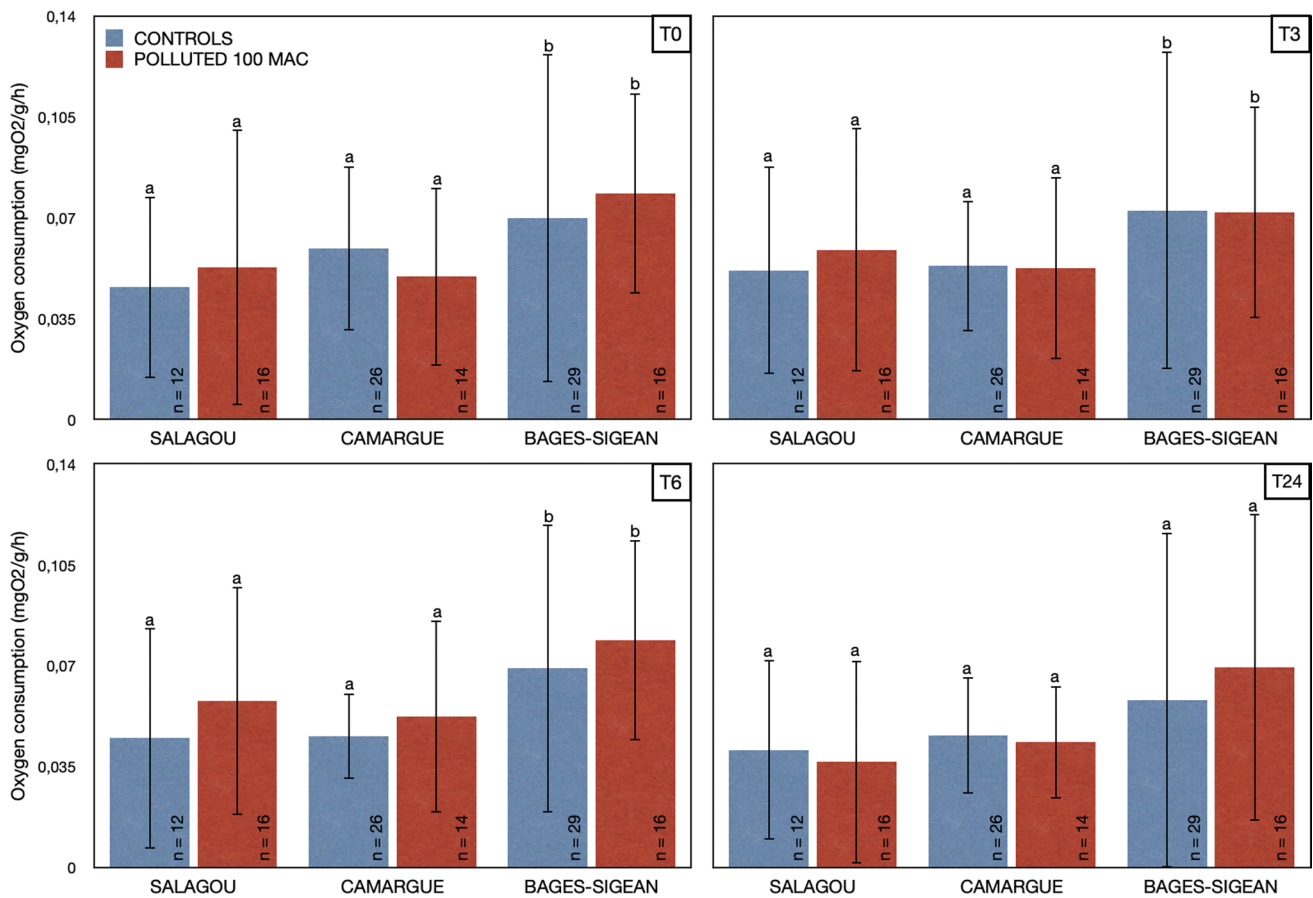 0,14
CONTROLS
POLLUTED 100 MAC
T0
T3
b
b
b
b
0,105
a
a
a
a
a
a
a
a
Oxygen consumption (mgO2/g/h)
0,07
0,035
n = 12
n = 16
n = 26
n = 14
n = 29
n = 16
n = 12
n = 16
n = 26
n = 14
n = 29
n = 16
0
SALAGOU
CAMARGUE
BAGES-SIGEAN
SALAGOU
CAMARGUE
BAGES-SIGEAN
0,14
T6
T24
b
b
a
a
0,105
a
a
a
a
a
a
a
a
Oxygen consumption (mgO2/g/h)
0,07
0,035
n = 12
n = 16
n = 26
n = 14
n = 29
n = 16
n = 12
n = 16
n = 26
n = 14
n = 29
n = 16
0
SALAGOU
CAMARGUE
BAGES-SIGEAN
SALAGOU
CAMARGUE
BAGES-SIGEAN